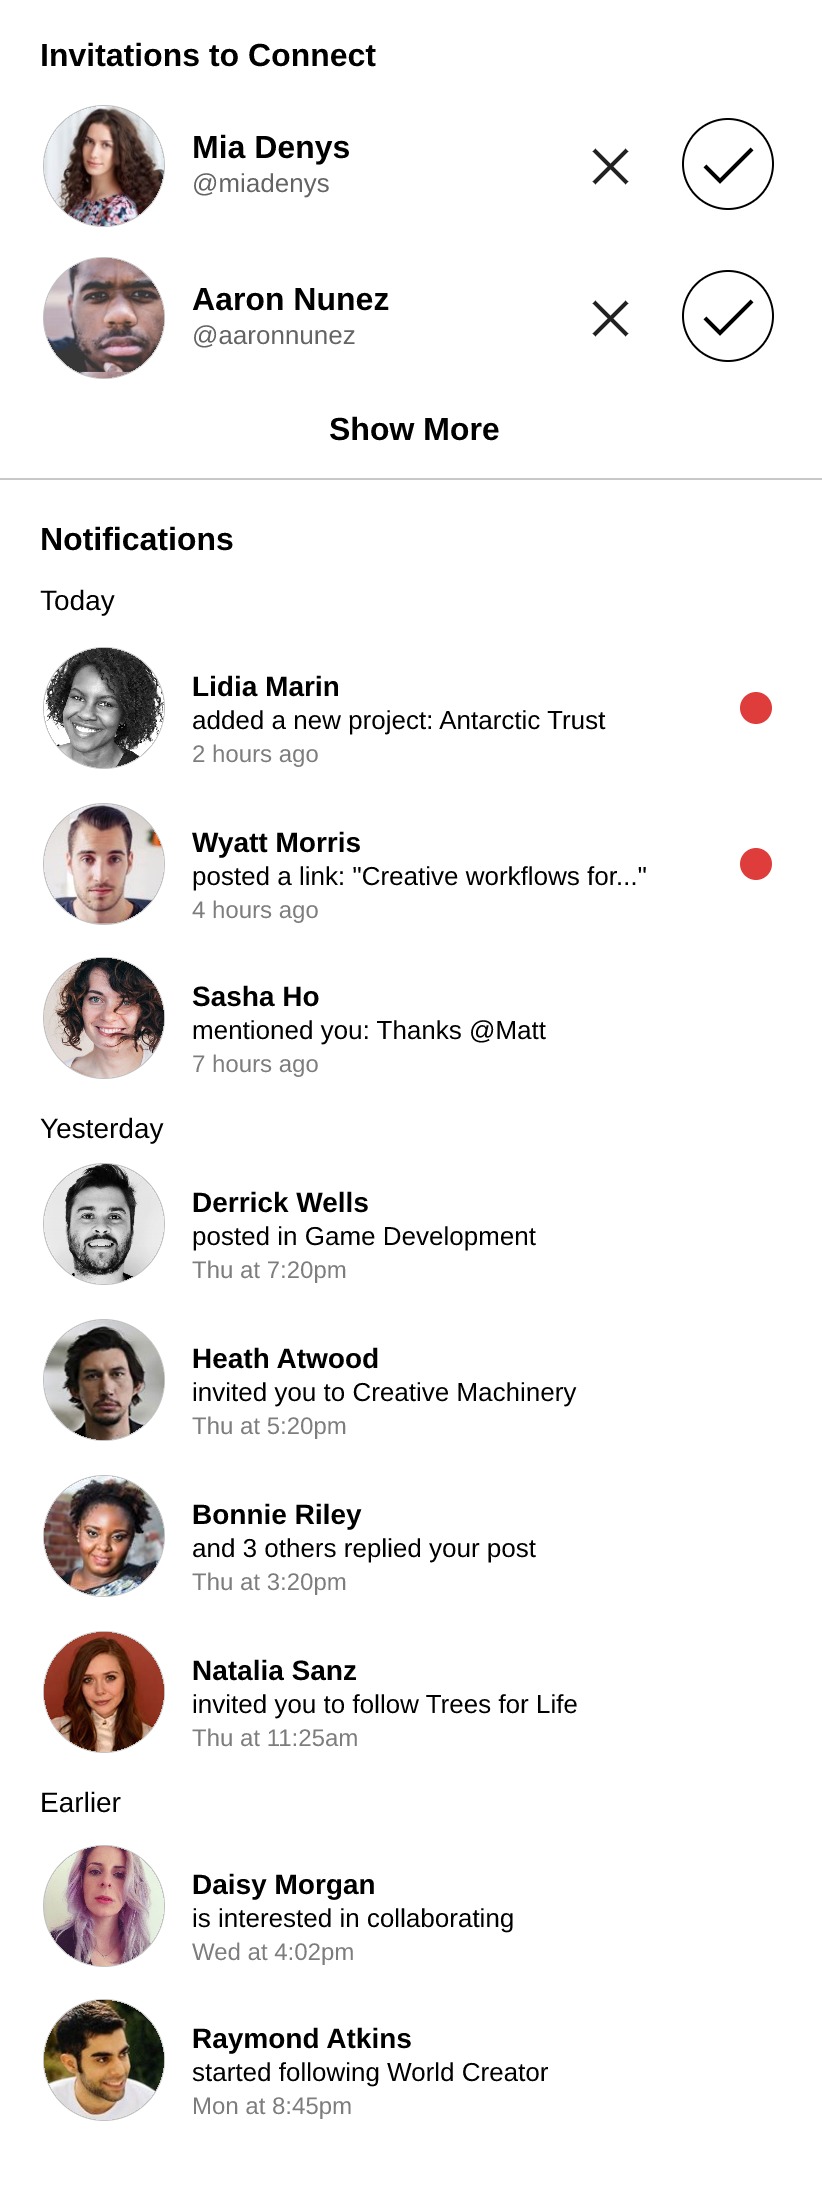 Invitations to Connect
Mia Denys
@miadenys
Aaron Nunez
@aaronnunez
Show More
Notifications
Today
Lidia Marin
added a new project: Antarctic Trust
2 hours ago
Wyatt Morris
posted a link: "Creative workflows for..."
4 hours ago
Sasha Ho
mentioned you: Thanks @Matt
7 hours ago
Yesterday
Derrick Wells
posted in Game Development
Thu at 7:20pm
Heath Atwood
invited you to Creative Machinery
Thu at 5:20pm
Bonnie Riley
and 3 others replied your post
Thu at 3:20pm
Natalia Sanz
invited you to follow Trees for Life
Thu at 11:25am
Earlier
Daisy Morgan
is interested in collaborating
Wed at 4:02pm
Raymond Atkins
started following World Creator
Mon at 8:45pm